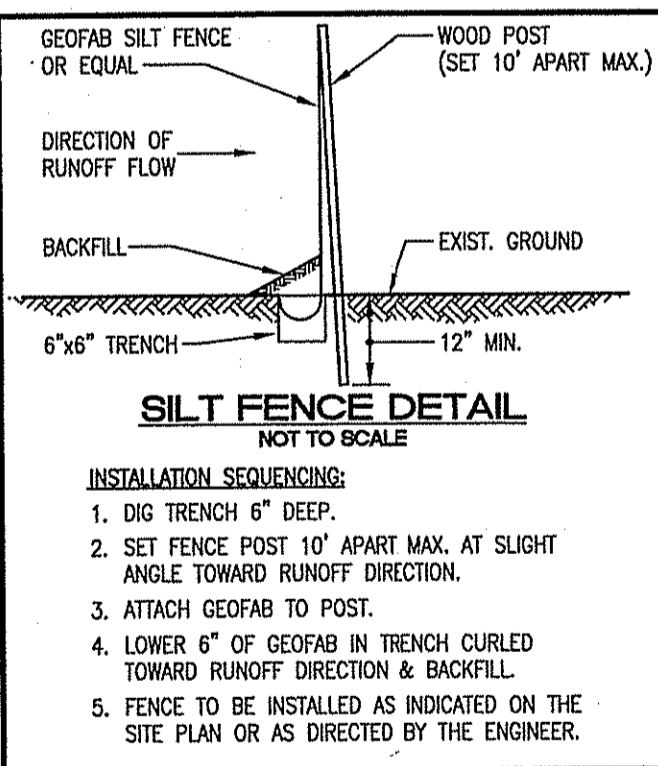 GEOFAB SILT FENCE
OR EQUAL
WOOD POST
(SET 10' APART MAX.)
DIRECTION OF
RUNOFF FLOW
BACKFILL
EXIST. GROUND
6"x6" TRENCH
12" MIN.
SILT FENCE DETAIL
NOT TO SCALE
INSTALLATION SEQUENCING:
1. DIG TRENCH 6" DEEP.
2. SET FENCE POST 10' APART MAX. AT SLIGHT
ANGLE TOWARD RUNOFF DIRECTION.
3. ATTACH GEOFAB TO POST.
4. LOWER 6" OF GEOFAB IN TRENCH CURLED
TOWARD RUNOFF DIRECTION & BACKFILL.
5. FENCE TO BE INSTALLED AS INDICATED ON THE
SITE PLAN OR AS DIRECTED BY THE ENGINEER.